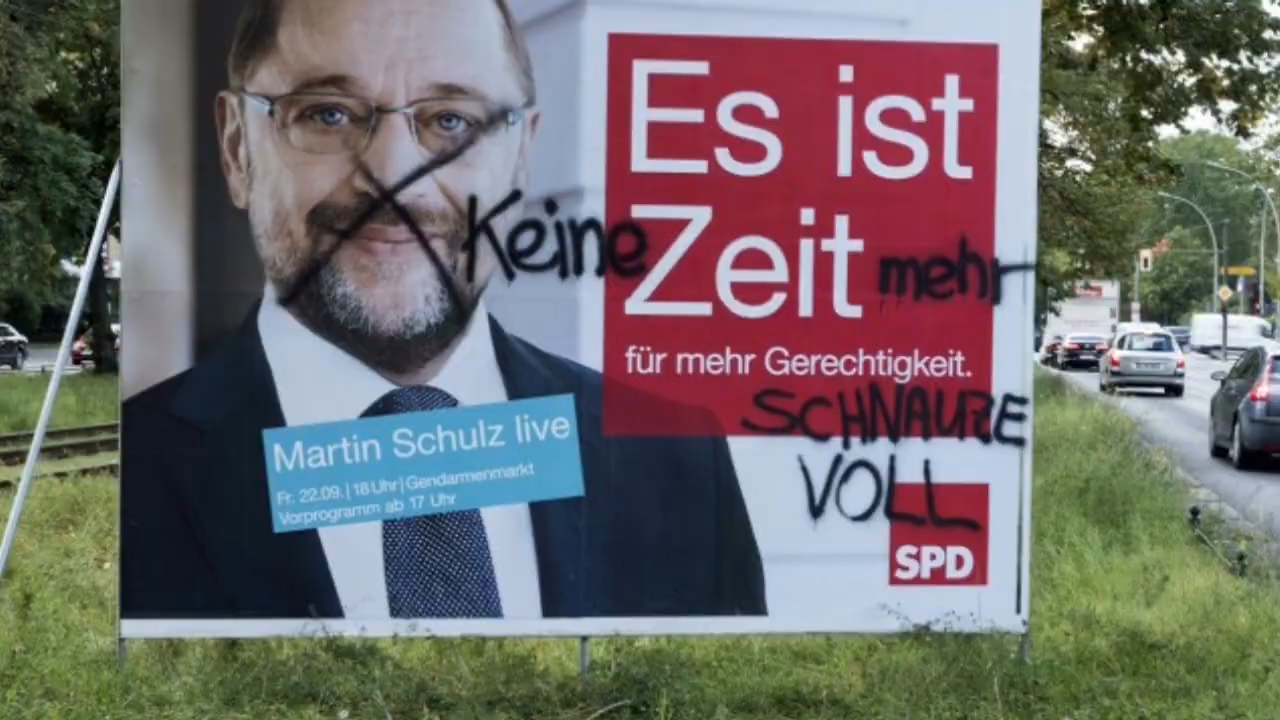 Es ist
Keine Zeit mehr
für mehr Gerechtigkeit.
SCHNAUZE
VOLL
Martin Schulz live
Fr. 22.09. | 18 Uhr | Gendarmenmarkt
Vorprogramm ab 17 Uhr
SPD